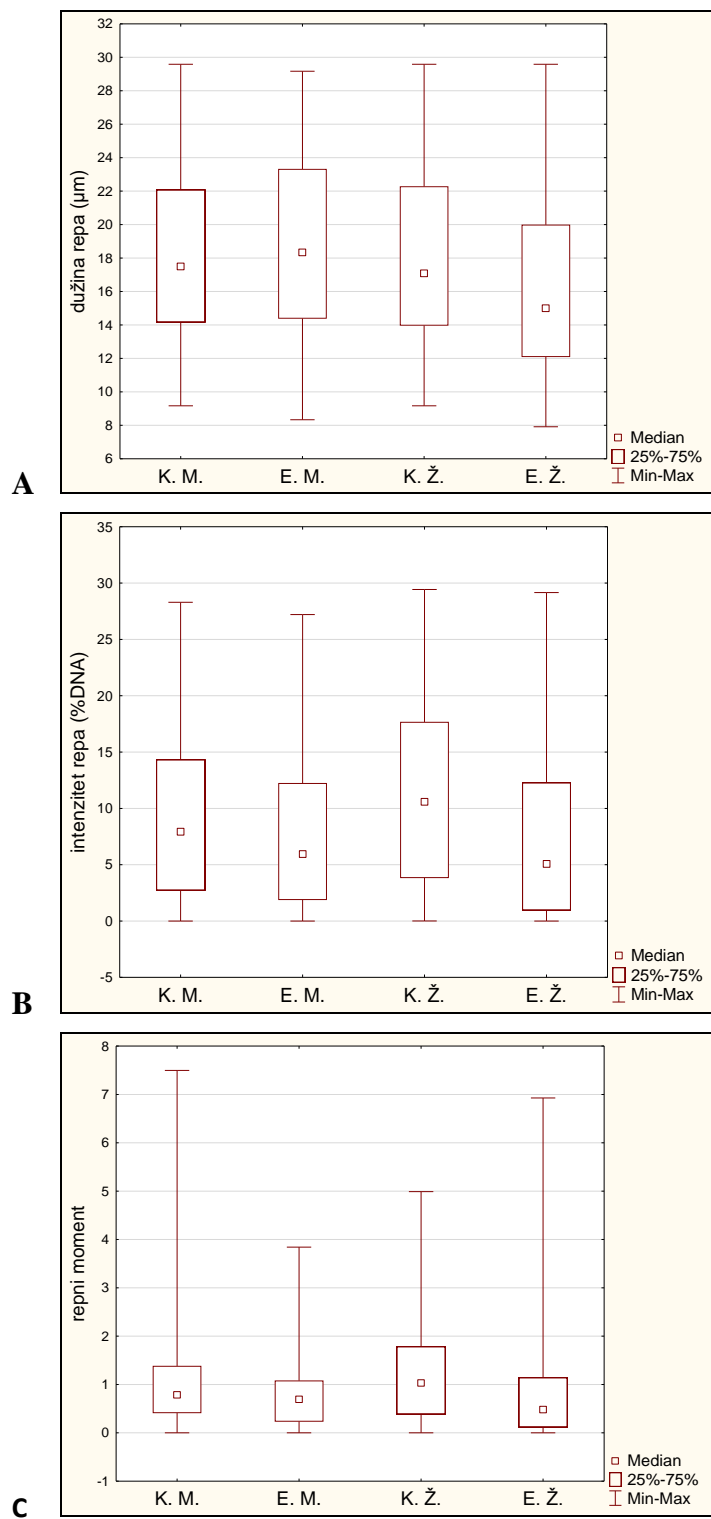 32
30
28
26
24
22
20
18
16
14
12
10
8
6
dužina repa (µm)
K. M. E. M. K. Ž. E. Ž.
Median
25%-75%
Min-Max
A
35
30
25
20
15
10
5
0
-5
intenzitet repa (%DNA)
K. M. E. M. K. Ž. E. Ž.
Median
25%-75%
Min-Max
B
8
7
6
5
4
3
2
1
0
-1
repni moment
K. M. E. M. K. Ž. E. Ž.
Median
25%-75%
Min-Max
C